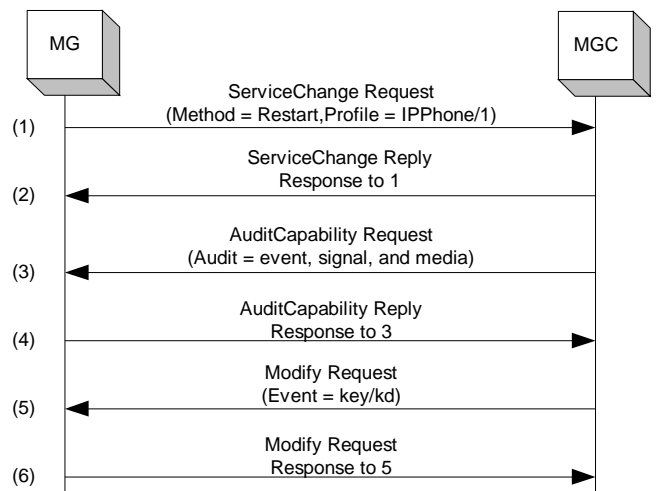 MG
MGC
ServiceChange Request
(Method = Restart,Profile = IPPhone/1)
(1)
ServiceChange Reply
Response to 1
(2)
AuditCapability Request
(Audit = event, signal, and media)
(3)
AuditCapability Reply
Response to 3
(4)
Modify Request
(Event = key/kd)
(5)
Modify Request
Response to 5
(6)